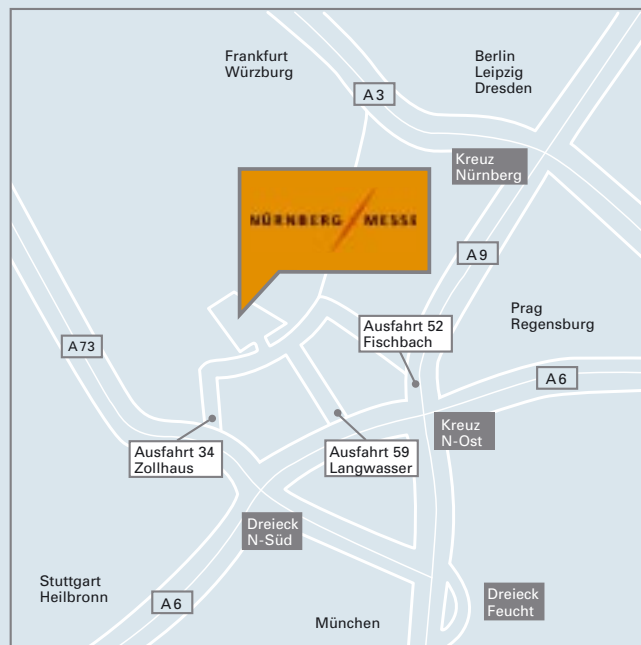 Frankfurt
Würzburg
Berlin
Leipzig
Dresden
A3
Kreuz
Nürnberg
NÜRNBERG MESSE
A9
Prag
Regensburg
Ausfahrt 52
Fischbach
A73
A6
Kreuz
N-Ost
Ausfahrt 34
Zollhaus
Ausfahrt 59
Langwasser
Dreieck
N-Süd
Stuttgart
Heilbronn
A6
Dreieck
Feucht
München